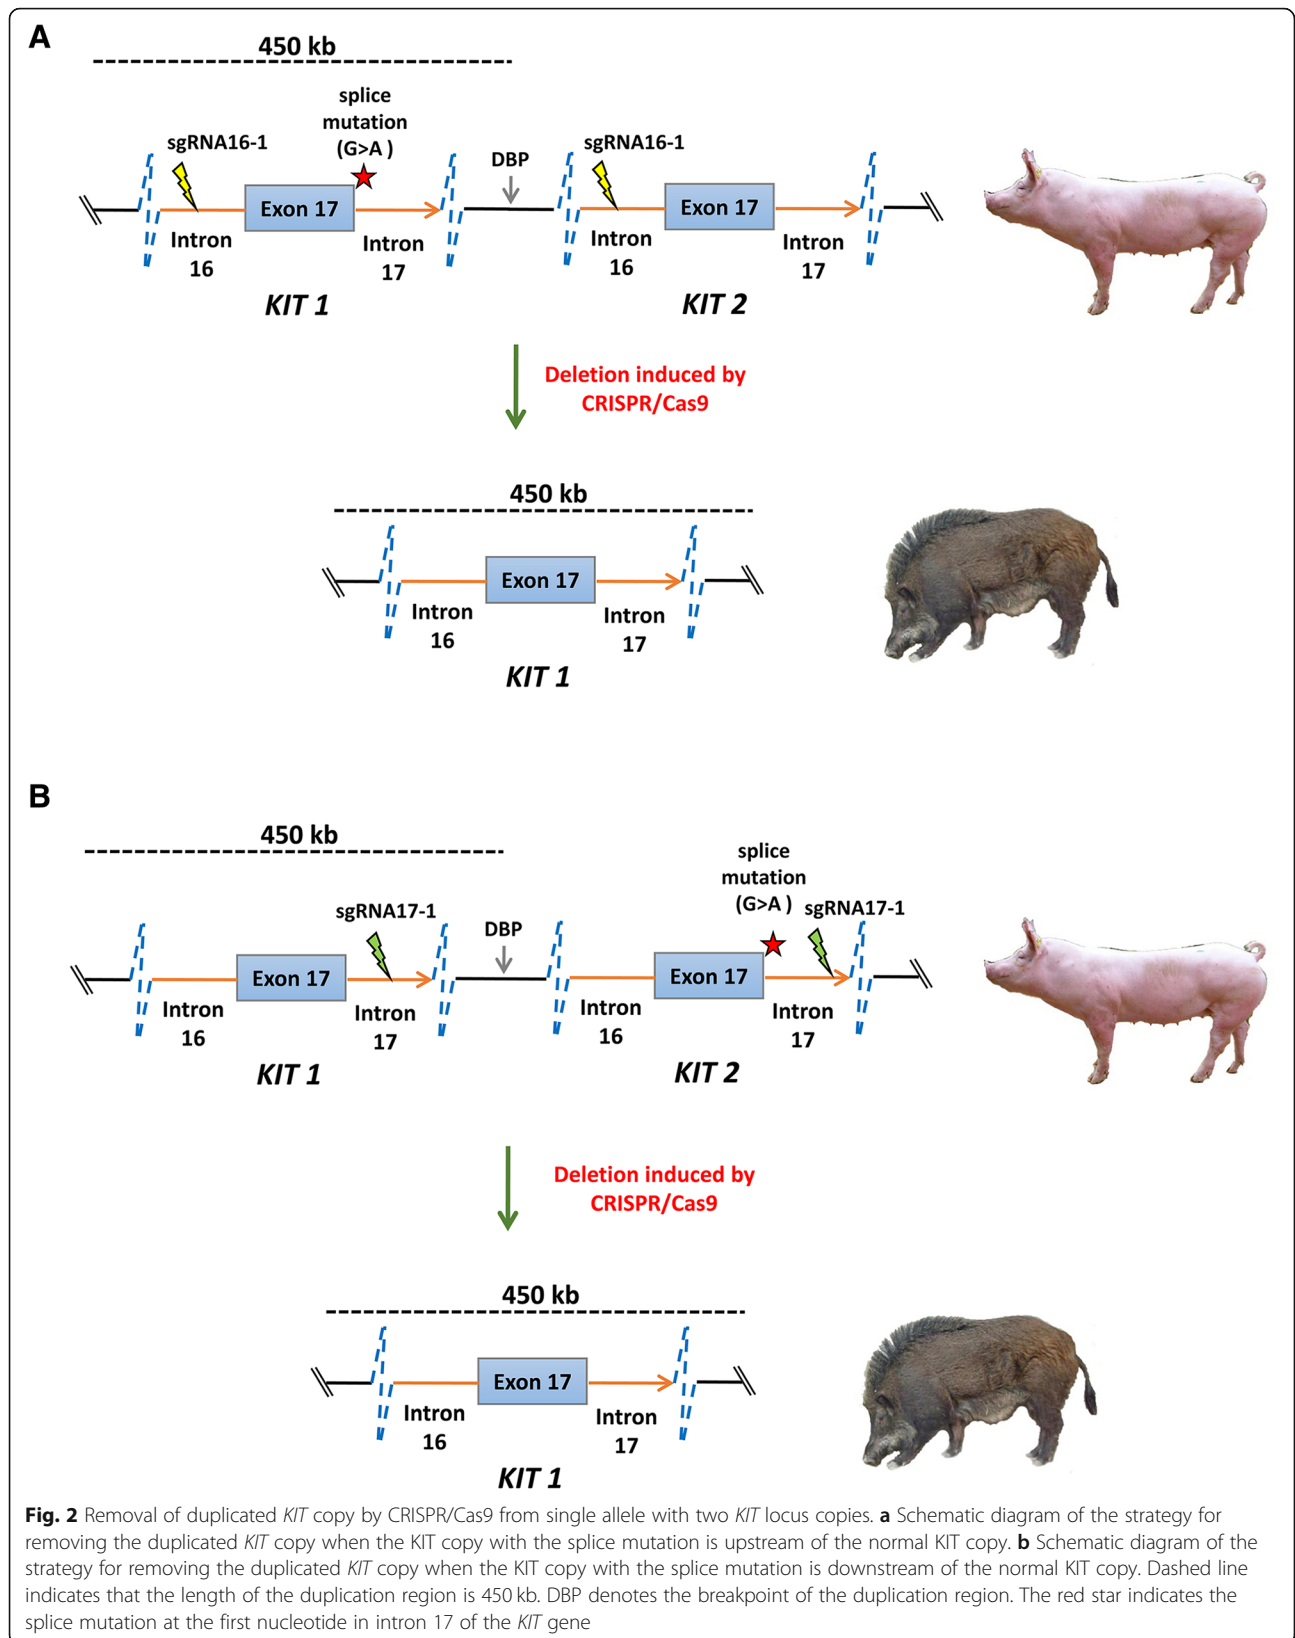 A
450 kb
splice
mutation
(G>A )
sgRNA16-1
DBP
sgRNA16-1
Exon 17
Exon 17
Intron
16
Intron
17
Intron
16
Intron
17
KIT 1
KIT 2
Deletion induced by
CRISPR/Cas9
450 kb
Exon 17
Intron
16
Intron
17
KIT 1
B
450 kb
splice
mutation
(G>A )
sgRNA17-1
sgRNA17-1
DBP
Exon 17
Exon 17
Intron
16
Intron
17
Intron
16
Intron
17
KIT 1
KIT 2
Deletion induced by
CRISPR/Cas9
450 kb
Exon 17
Intron
16
Intron
17
KIT 1
Fig. 2 Removal of duplicated KIT copy by CRISPR/Cas9 from single allele with two KIT locus copies. a Schematic diagram of the strategy for
removing the duplicated KIT copy when the KIT copy with the splice mutation is upstream of the normal KIT copy. b Schematic diagram of the
strategy for removing the duplicated KIT copy when the KIT copy with the splice mutation is downstream of the normal KIT copy. Dashed line
indicates that the length of the duplication region is 450 kb. DBP denotes the breakpoint of the duplication region. The red star indicates the
splice mutation at the first nucleotide in intron 17 of the KIT gene